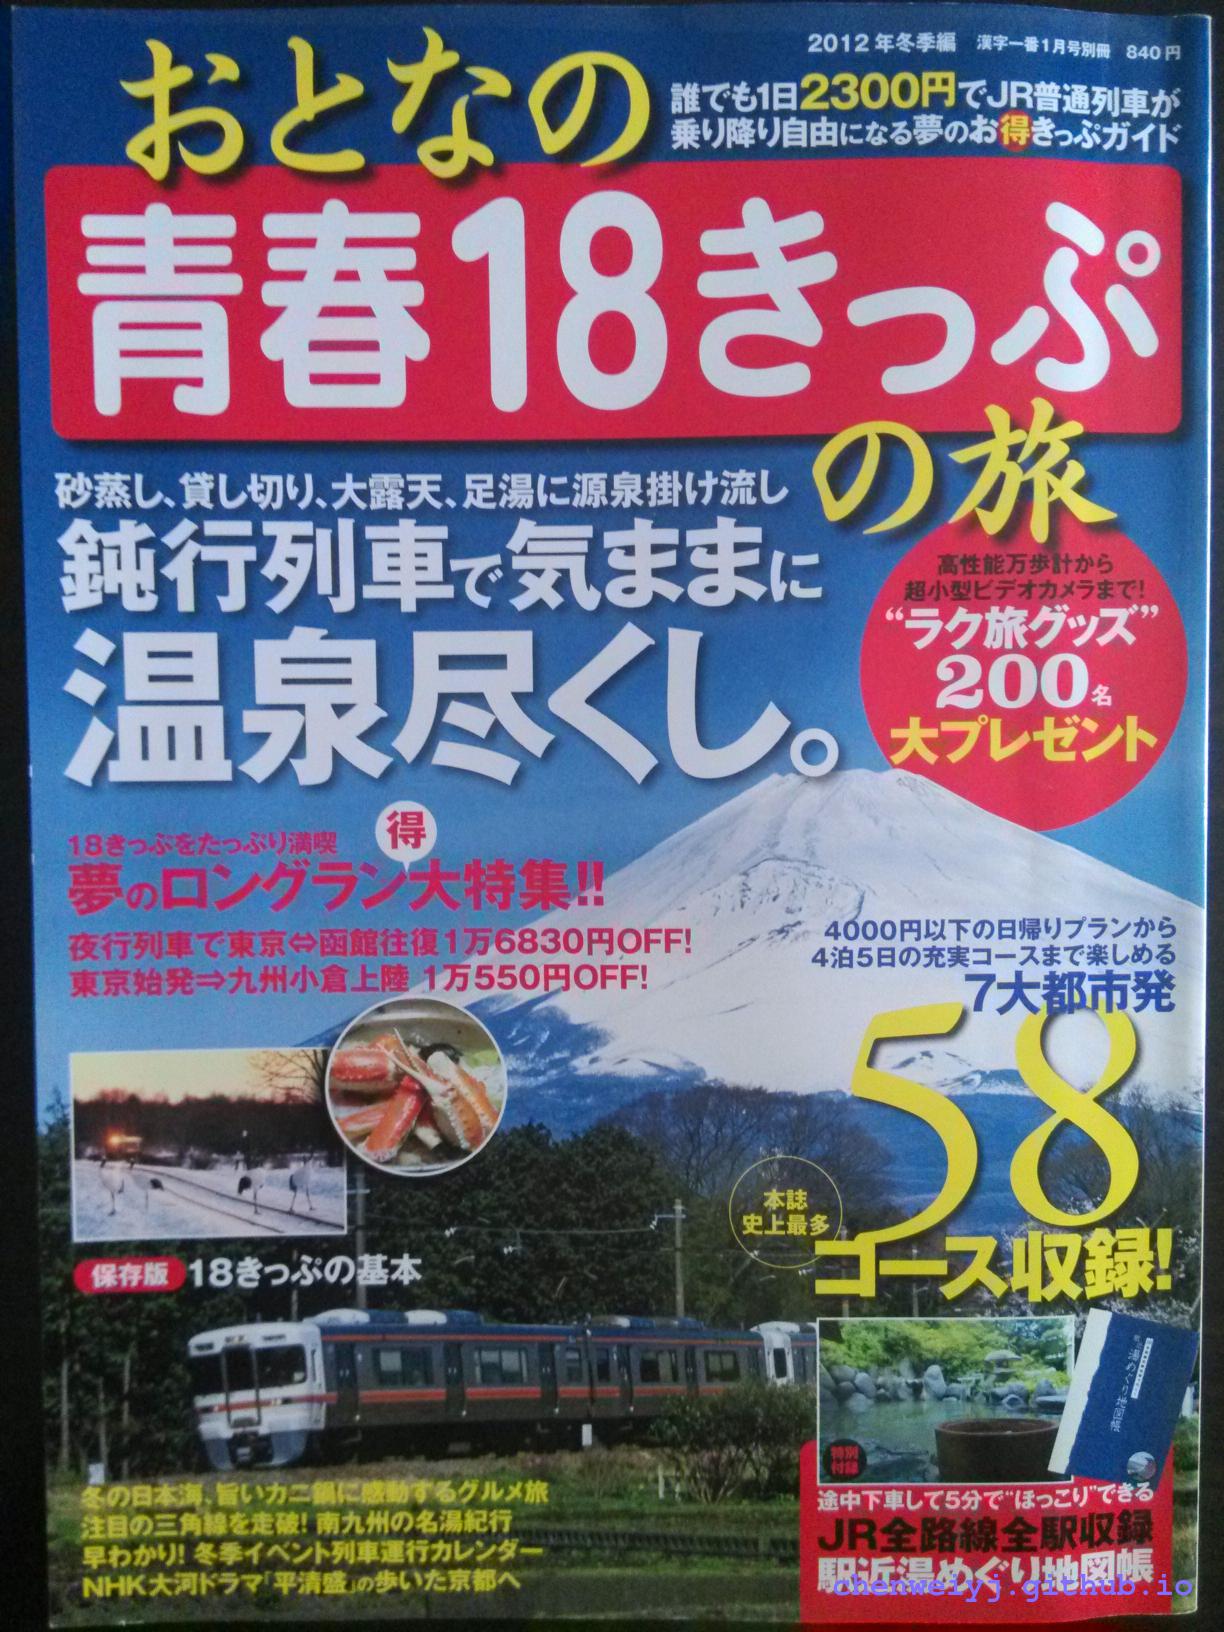 2012年冬季編 漢字一番1月号別冊 840円
おとなの
誰でも1日2300円でJR普通列車が
乗り降り自由になる夢のお得きっぷガイド
青春18きっぷ
の旅
砂蒸し、貸し切り、大露天、足湯に源泉掛け流し
鈍行列車で気ままに
温泉尽くし。
高性能万歩計から
超小型ビデオカメラまで!
“ラク旅グッズ”
200名
大プレゼント
18きっぷをたっぷり満喫
得
夢のロングラン大特集!!
夜行列車で東京⇔函館往復1万6830円OFF!
東京始発⇒九州小倉上陸 1万550円OFF!
4000円以下の日帰りプランから
4泊5日の充実コースまで楽しめる
7大都市発
58
本誌
史上最多
コース収録!
保存版 18きっぷの基本
冬の日本海、旨いカニ鍋に感動するグルメ旅
注目の三角線を走破! 南九州の名湯紀行
早わかり! 冬季イベント列車運行カレンダー
NHK大河ドラマ「平清盛」の歩いた京都へ
湯めぐり地図帳
特別
付録
途中下車して5分で“ほっこり”できる
JR全路線全駅収録
駅近湯めぐり地図帳
chenweiyj.github.io